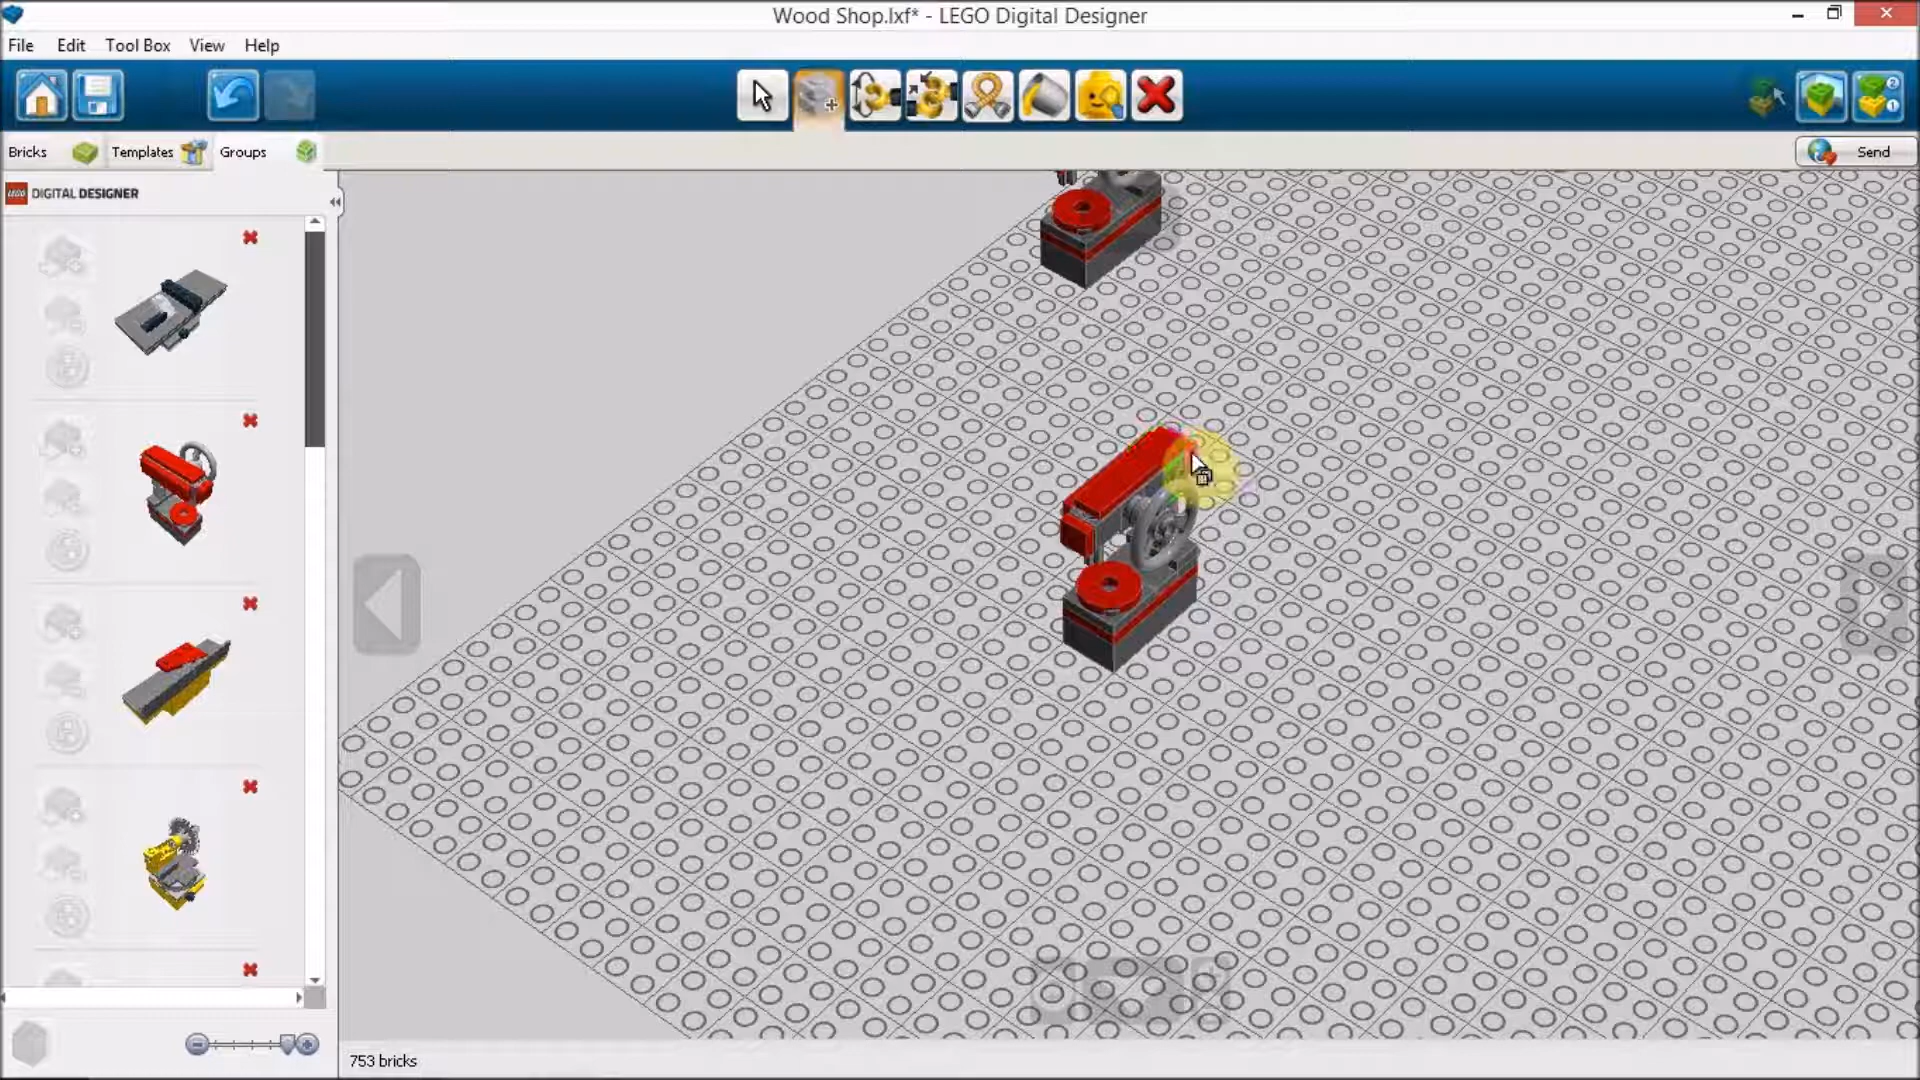 Wood Shop.lxf* - LEGO Digital Designer
File Edit Tool Box View Help
Bricks Templates Groups
Send
LEGO DIGITAL DESIGNER
753 bricks